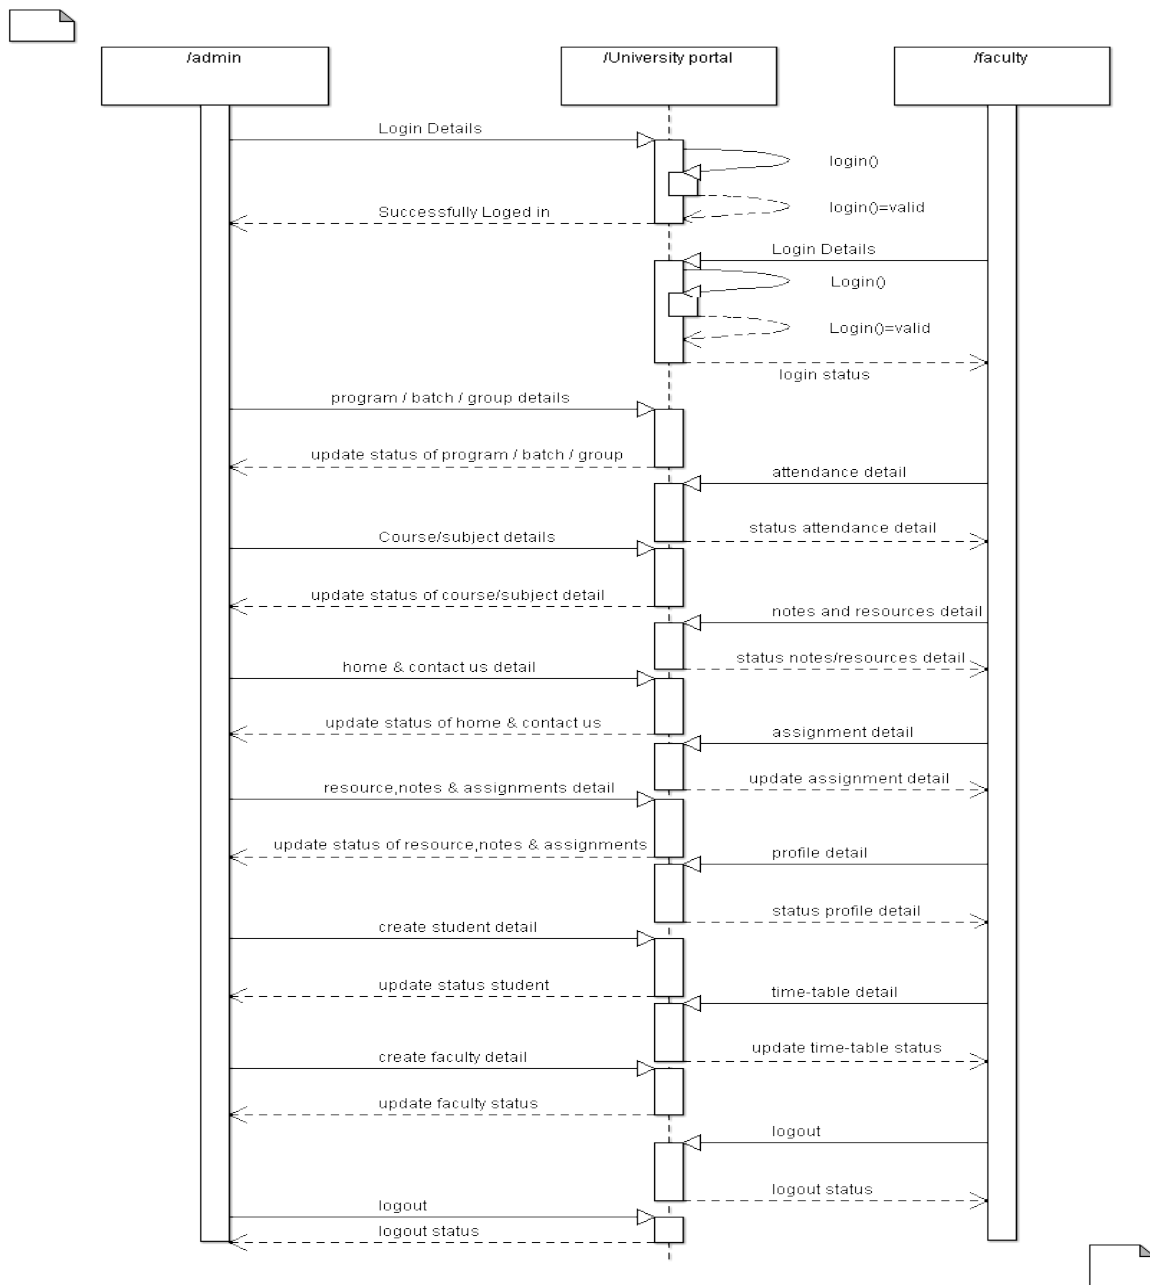 /admin
/University portal
/faculty
Login Details
login()
Successfully Loged in
login()=valid
Login Details
Login()
Login()=valid
login status
program / batch / group details
update status of program / batch / group
attendance detail
status attendance detail
Course/subject details
update status of course/subject detail
notes and resources detail
status notes/resources detail
home & contact us detail
update status of home & contact us
assignment detail
update assignment detail
resource,notes & assignments detail
update status of resource,notes & assignments
profile detail
status profile detail
create student detail
update status student
time-table detail
update time-table status
create faculty detail
update faculty status
logout
logout status
logout
logout status